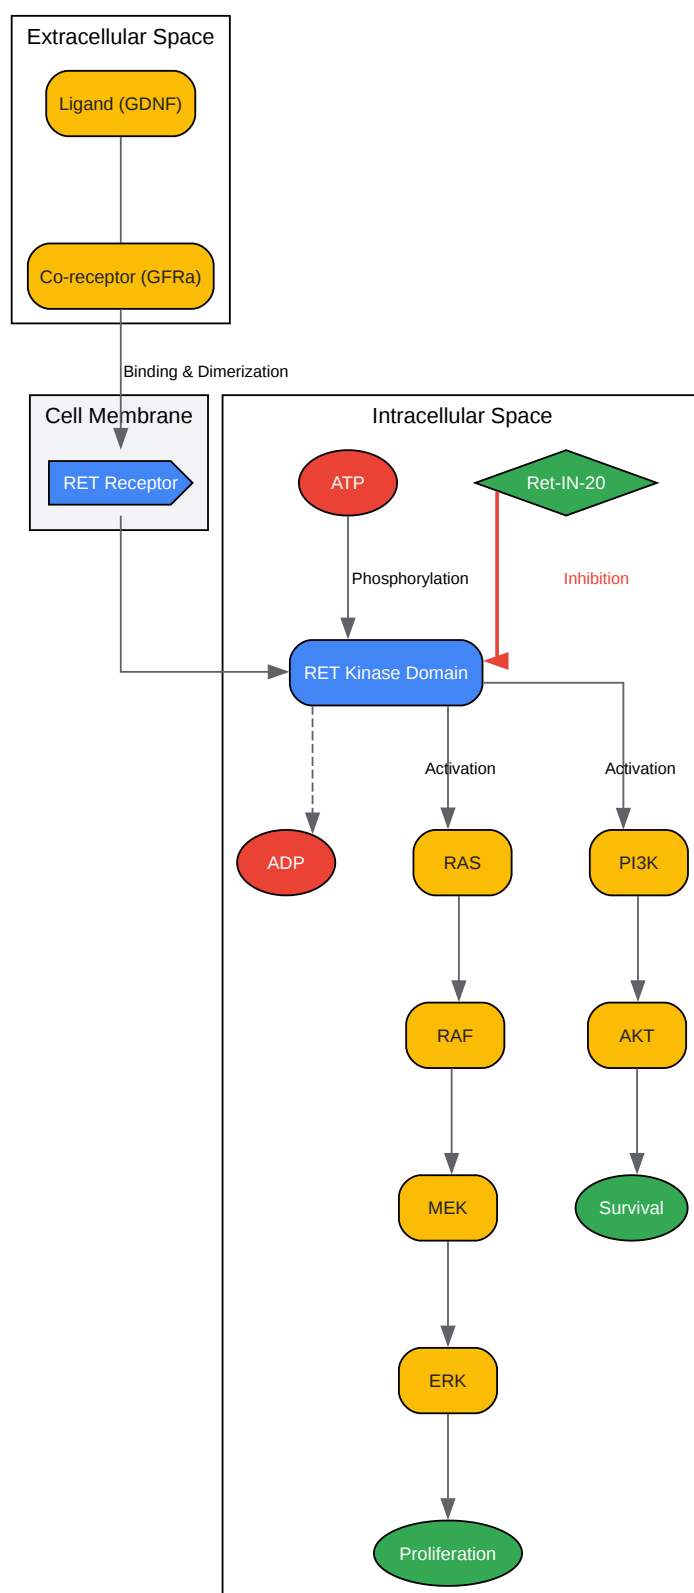 Extracellular Space
Ligand (GDNF)
Co-receptor (GFRa)
Binding & Dimerization
Cell Membrane
RET Receptor
Intracellular Space
ATP
Ret-IN-20
Phosphorylation
Inhibition
RET Kinase Domain
Activation
Activation
ADP
RAS
PI3K
RAF
AKT
MEK
Survival
ERK
Proliferation